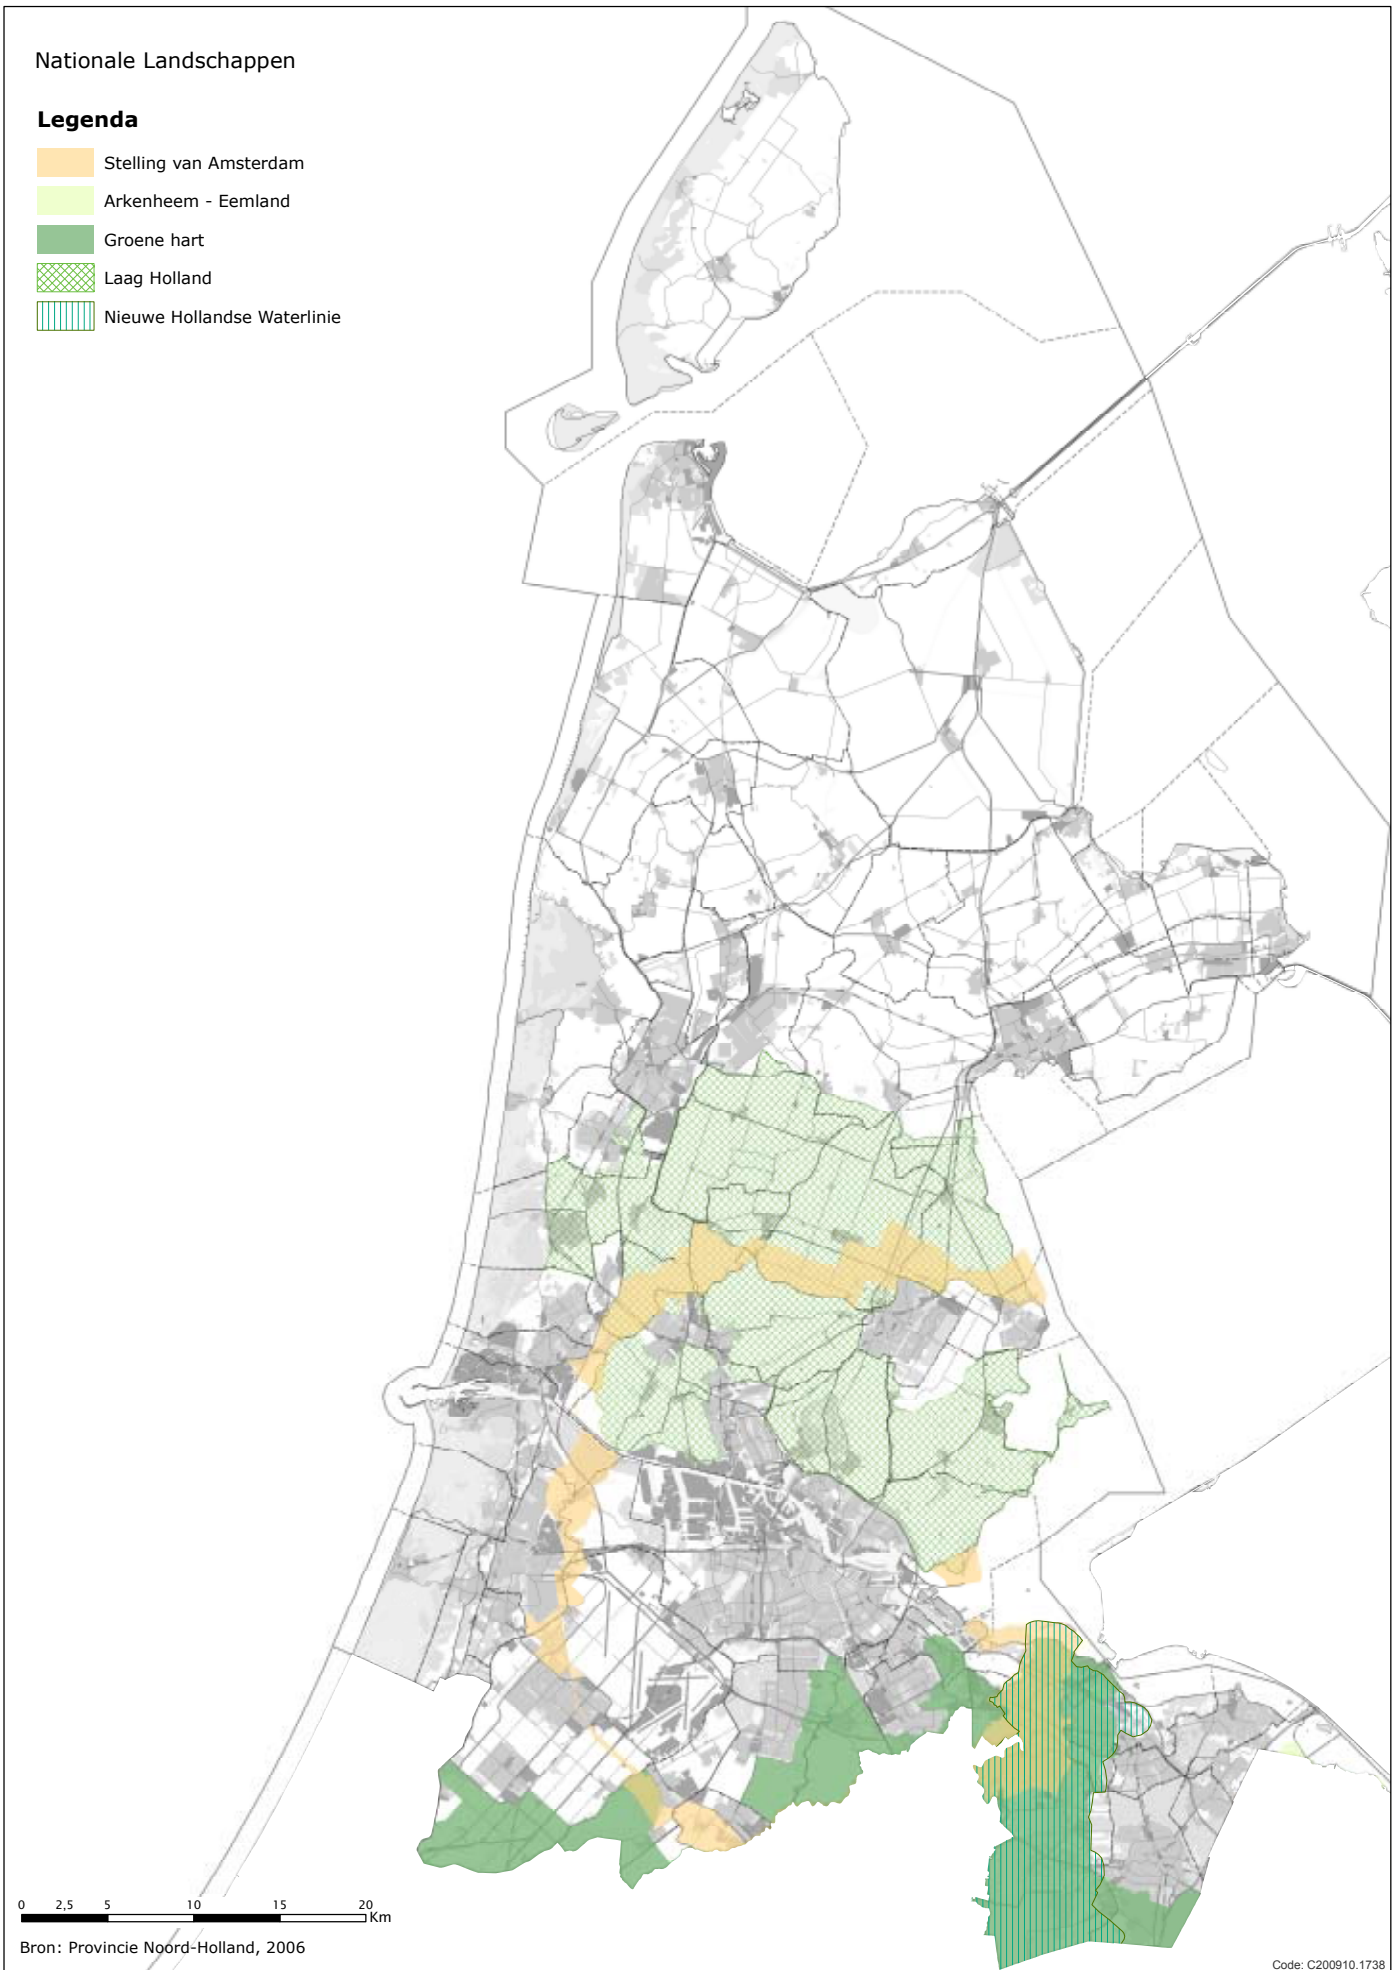 Nationale Landschappen
Legenda
Stelling van Amsterdam
Arkenheem - Eemland
Groene hart
Laag Holland
Nieuwe Hollandse Waterlinie
0 2,5 5 10 15 20
Km
Bron: Provincie Noord-Holland, 2006
Code: C200910.1738